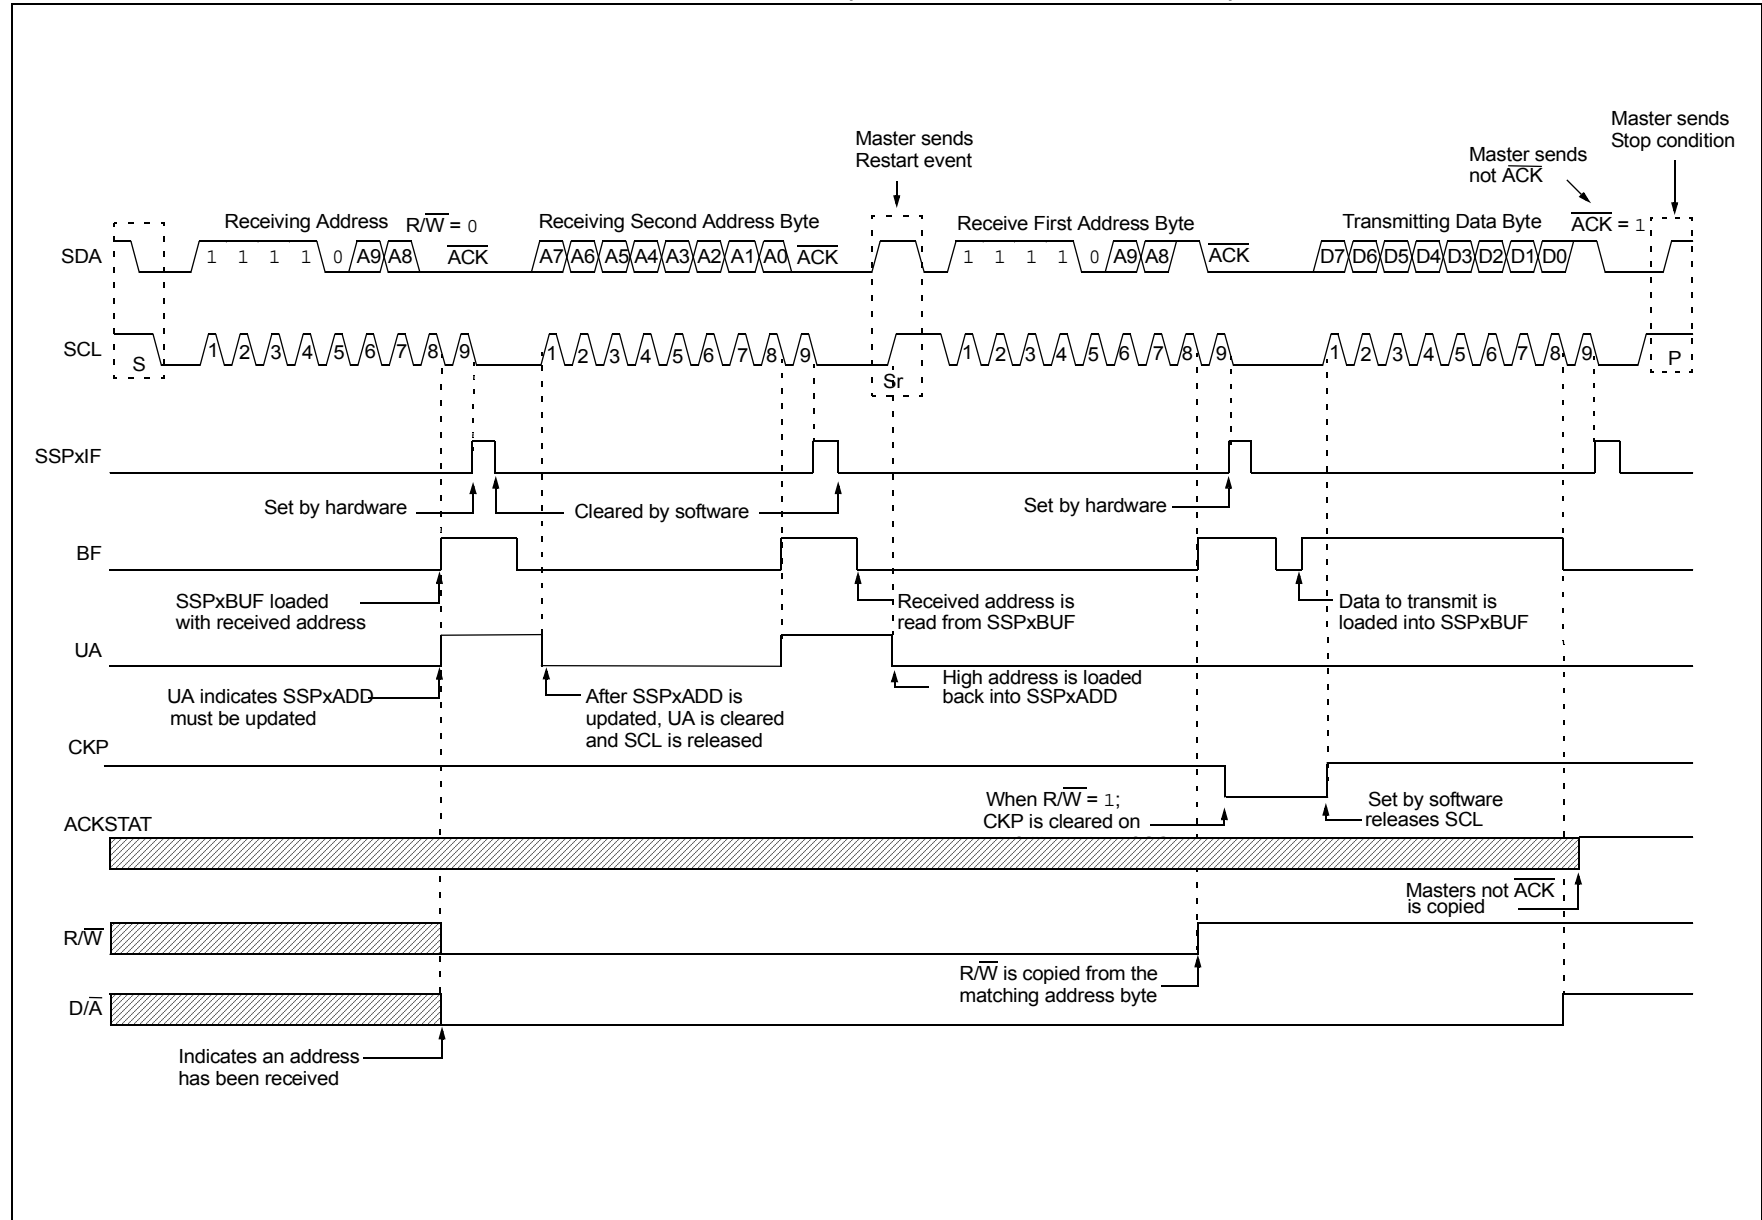 Master sends
Restart event
Master sends
not ACK
Master sends
Stop condition
Receiving Address R/W = 0
Receiving Second Address Byte
Receive First Address Byte
Transmitting Data Byte
ACK = 1
SDA
1 1 1 1 0 A9 A8 ACK
A7 A6 A5 A4 A3 A2 A1 A0 ACK
1 1 1 1 0 A9 A8 ACK
D7 D6 D5 D4 D3 D2 D1 D0
SCL
S
1 2 3 4 5 6 7 8 9
1 2 3 4 5 6 7 8 9
Sr
1 2 3 4 5 6 7 8 9
1 2 3 4 5 6 7 8 9
P
SSPxIF
Set by hardware
Cleared by software
Set by hardware
BF
SSPxBUF loaded
with received address
Received address is
read from SSPxBUF
Data to transmit is
loaded into SSPxBUF
UA
UA indicates SSPxADD
must be updated
After SSPxADD is
updated, UA is cleared
and SCL is released
High address is loaded
back into SSPxADD
CKP
When R/W = 1;
CKP is cleared on
Set by software
releases SCL
ACKSTAT
Masters not ACK
is copied
R/W
R/W is copied from the
matching address byte
D/A
Indicates an address
has been received